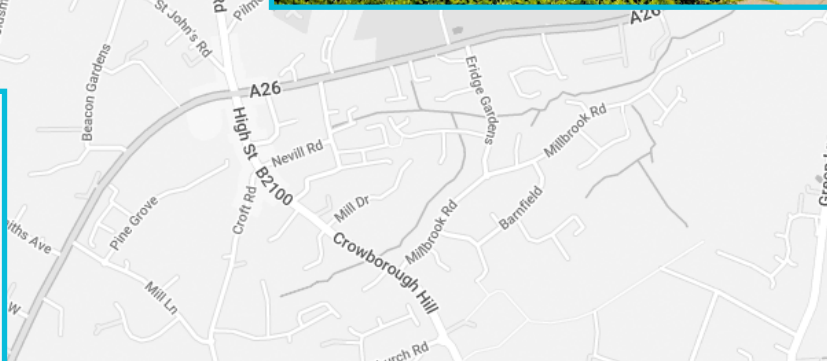 Rd
St John's Rd
A26
Beacon Gardens
A26
High St
Eridge Gardens
Millbrook Rd
Nevill Rd
B2100
Croft Rd
Mill Dr
Pine Grove
Barnfield
Millbrook Rd
Crowborough Hill
Mill Ln
W